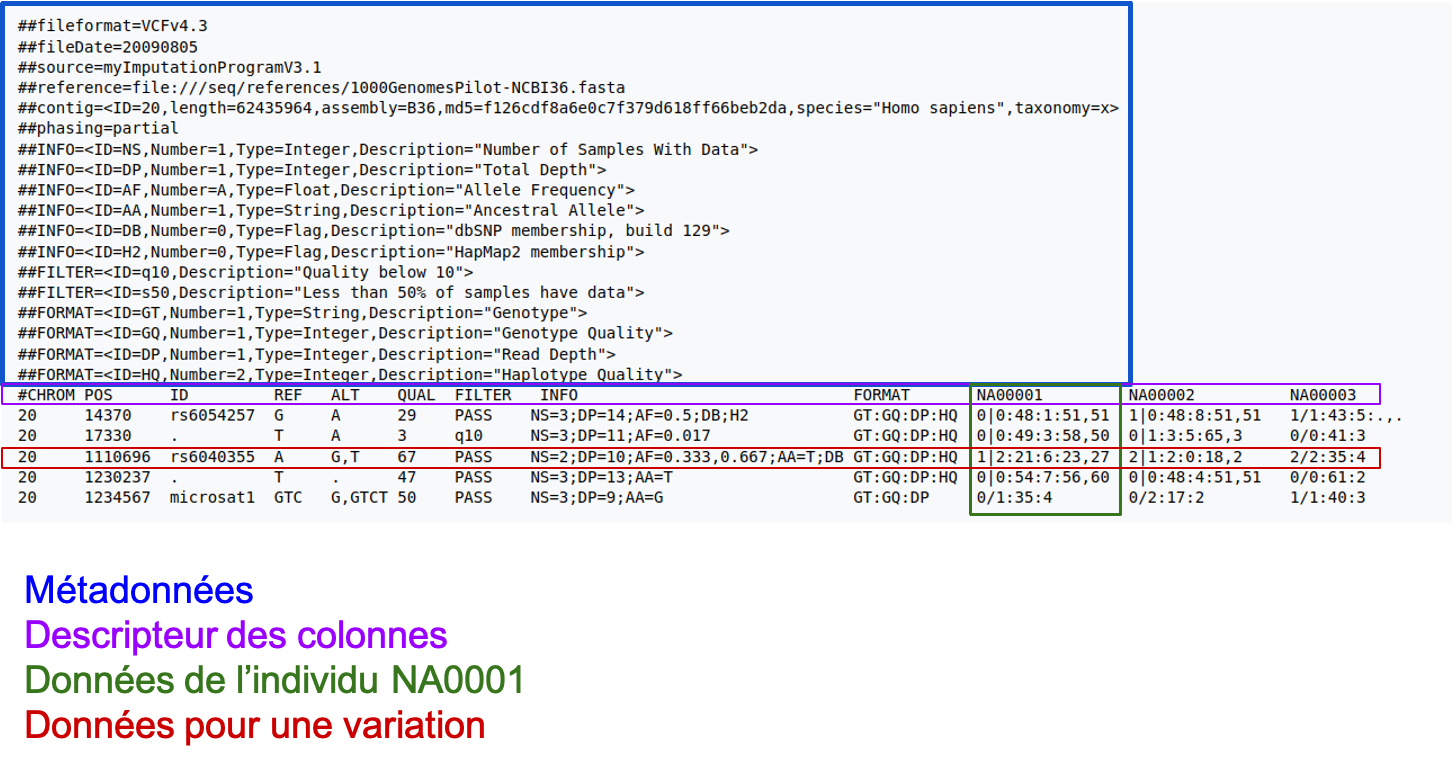 ##fileformat=VCFv4.3
##fileDate=20090805
##source=myImputationProgramV3.1
##reference=file:///seq/references/1000GenomesPilot-NCBI36.fasta
##contig=<ID=20,length=62435964,assembly=B36,md5=f126cdf8a6e0c7f379d618ff66beb2da,species="Homo sapiens",taxonomy=x>
##phasing=partial
##INFO=<ID=NS,Number=1,Type=Integer,Description="Number of Samples With Data">
##INFO=<ID=DP,Number=1,Type=Integer,Description="Total Depth">
##INFO=<ID=AF,Number=A,Type=Float,Description="Allele Frequency">
##INFO=<ID=AA,Number=1,Type=String,Description="Ancestral Allele">
##INFO=<ID=DB,Number=0,Type=Flag,Description="dbSNP membership, build 129">
##INFO=<ID=H2,Number=0,Type=Flag,Description="HapMap2 membership">
##FILTER=<ID=q10,Description="Quality below 10">
##FILTER=<ID=s50,Description="Less than 50% of samples have data">
##FORMAT=<ID=GT,Number=1,Type=String,Description="Genotype">
##FORMAT=<ID=GQ,Number=1,Type=Integer,Description="Genotype Quality">
##FORMAT=<ID=DP,Number=1,Type=Integer,Description="Read Depth">
##FORMAT=<ID=HQ,Number=2,Type=Integer,Description="Haplotype Quality">
#CHROM POS ID REF ALT QUAL FILTER INFO FORMAT NA00001 NA00002 NA00003
20 14370 rs6054257 G A 29 PASS NS=3;DP=14;AF=0.5;DB;H2 GT:GQ:DP:HQ 0|0:48:1:51,51 1|0:48:8:51,51 1/1:43:5:.,.
20 17330 . T A 3 q10 NS=3;DP=11;AF=0.017 GT:GQ:DP:HQ 0|0:49:3:58,50 0|1:3:5:65,3 0/0:41:3
20 1110696 rs6040355 A G,T 67 PASS NS=2;DP=10;AF=0.333,0.667;AA=T;DB GT:GQ:DP:HQ 1|2:21:6:23,27 2|1:2:0:18,2 2/2:35:4
20 1230237 . T . 47 PASS NS=3;DP=13;AA=T GT:GQ:DP:HQ 0|0:54:7:56,60 0|0:48:4:51,51 0/0:61:2
20 1234567 microsat1 GTC G,GTCT 50 PASS NS=3;DP=9;AA=G GT:GQ:DP 0/1:35:4 0/2:17:2 1/1:40:3
Métadonnées
Descripteur des colonnes
Données de l’individu NA0001
Données pour une variation